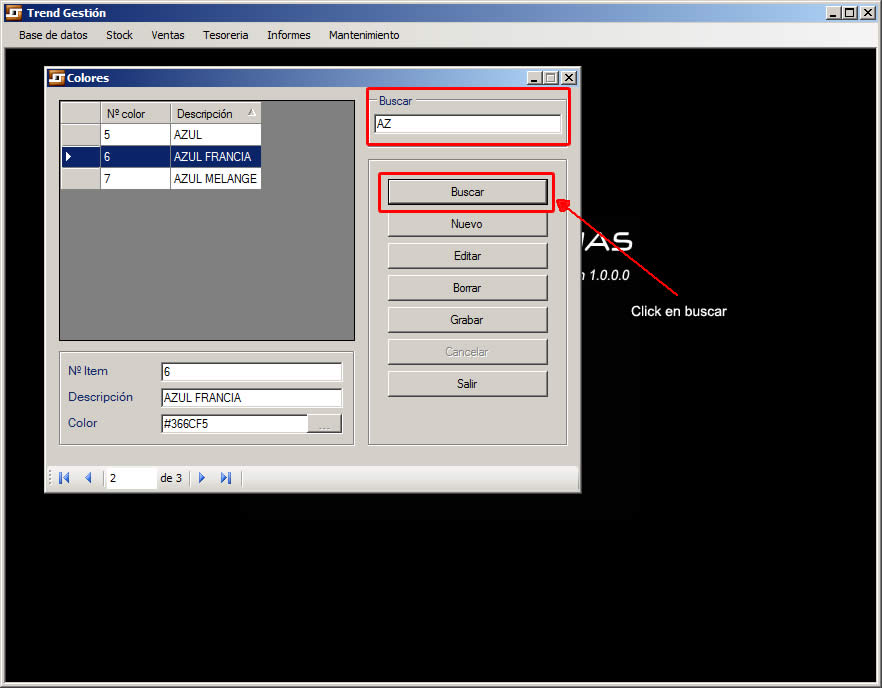 Trend Gestión
Base de datos Stock Ventas Tesoreria Informes Mantenimiento
Colores
Nº color Descripción
5 AZUL
6 AZUL FRANCIA
7 AZUL MELANGE
Buscar
AZ
Buscar
Nuevo
Editar
Borrar
Grabar
Cancelar
Salir
Nº Item 6
Descripción AZUL FRANCIA
Color #366CF5 ...
2 de 3
AS
n 1.0.0.0
Click en buscar